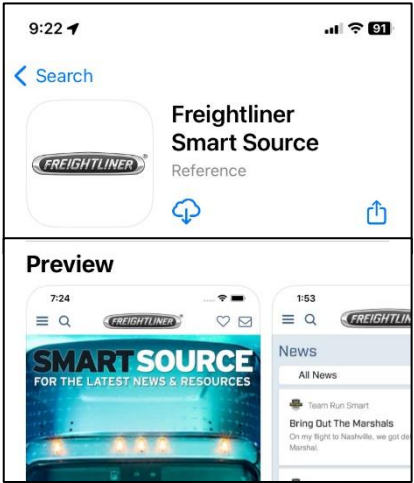 9:22
91
Search
FREIGHTLINER
Freightliner
Smart Source
Reference
Preview
7:24
FREIGHTLINER
SMARTSOURCE
FOR THE LATEST NEWS & RESOURCES
1:53
FREIGHTLIN
News
All News
Team Run Smart
Bring Out The Marshals
On my flight to Nashville, we got de
Marshal.